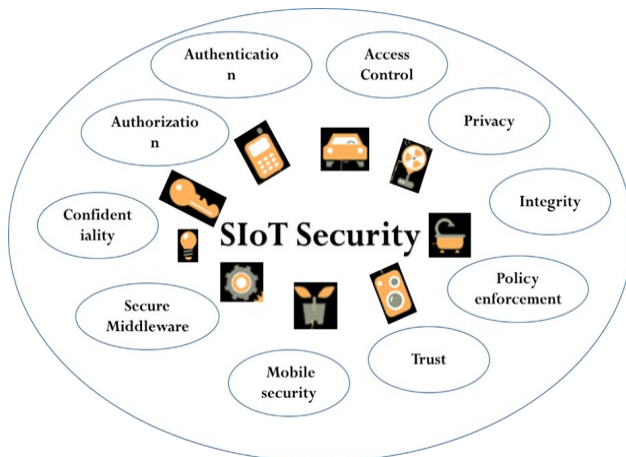 Authenticatio
n
Access
Control
Authorizatio
n
Privacy
Confident
iality
Integrity
SIoT Security
Policy
enforcement
Secure
Middleware
Trust
Mobile
security